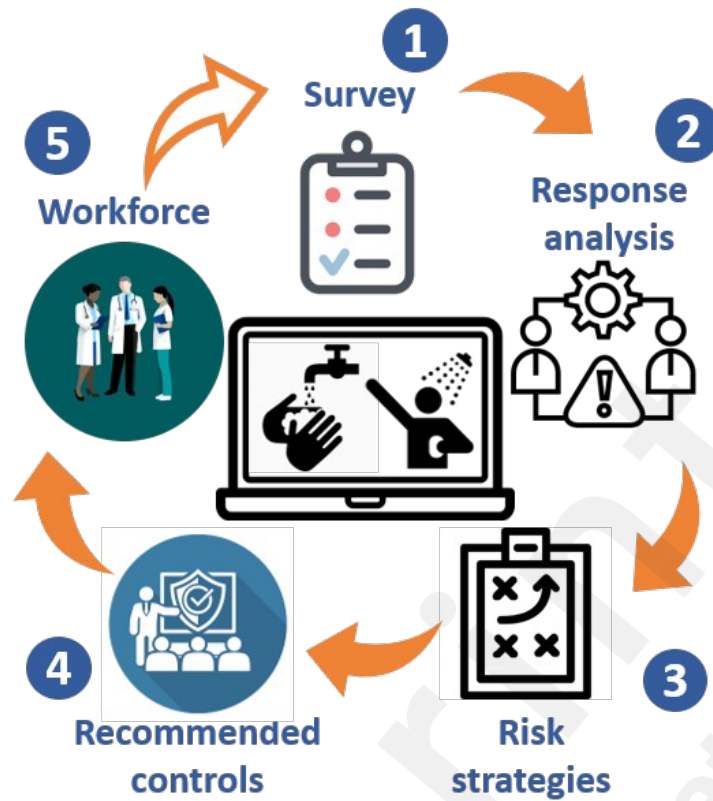 1
Survey
2
Response
analysis
3
Risk
strategies
4
Recommended
controls
5
Workforce